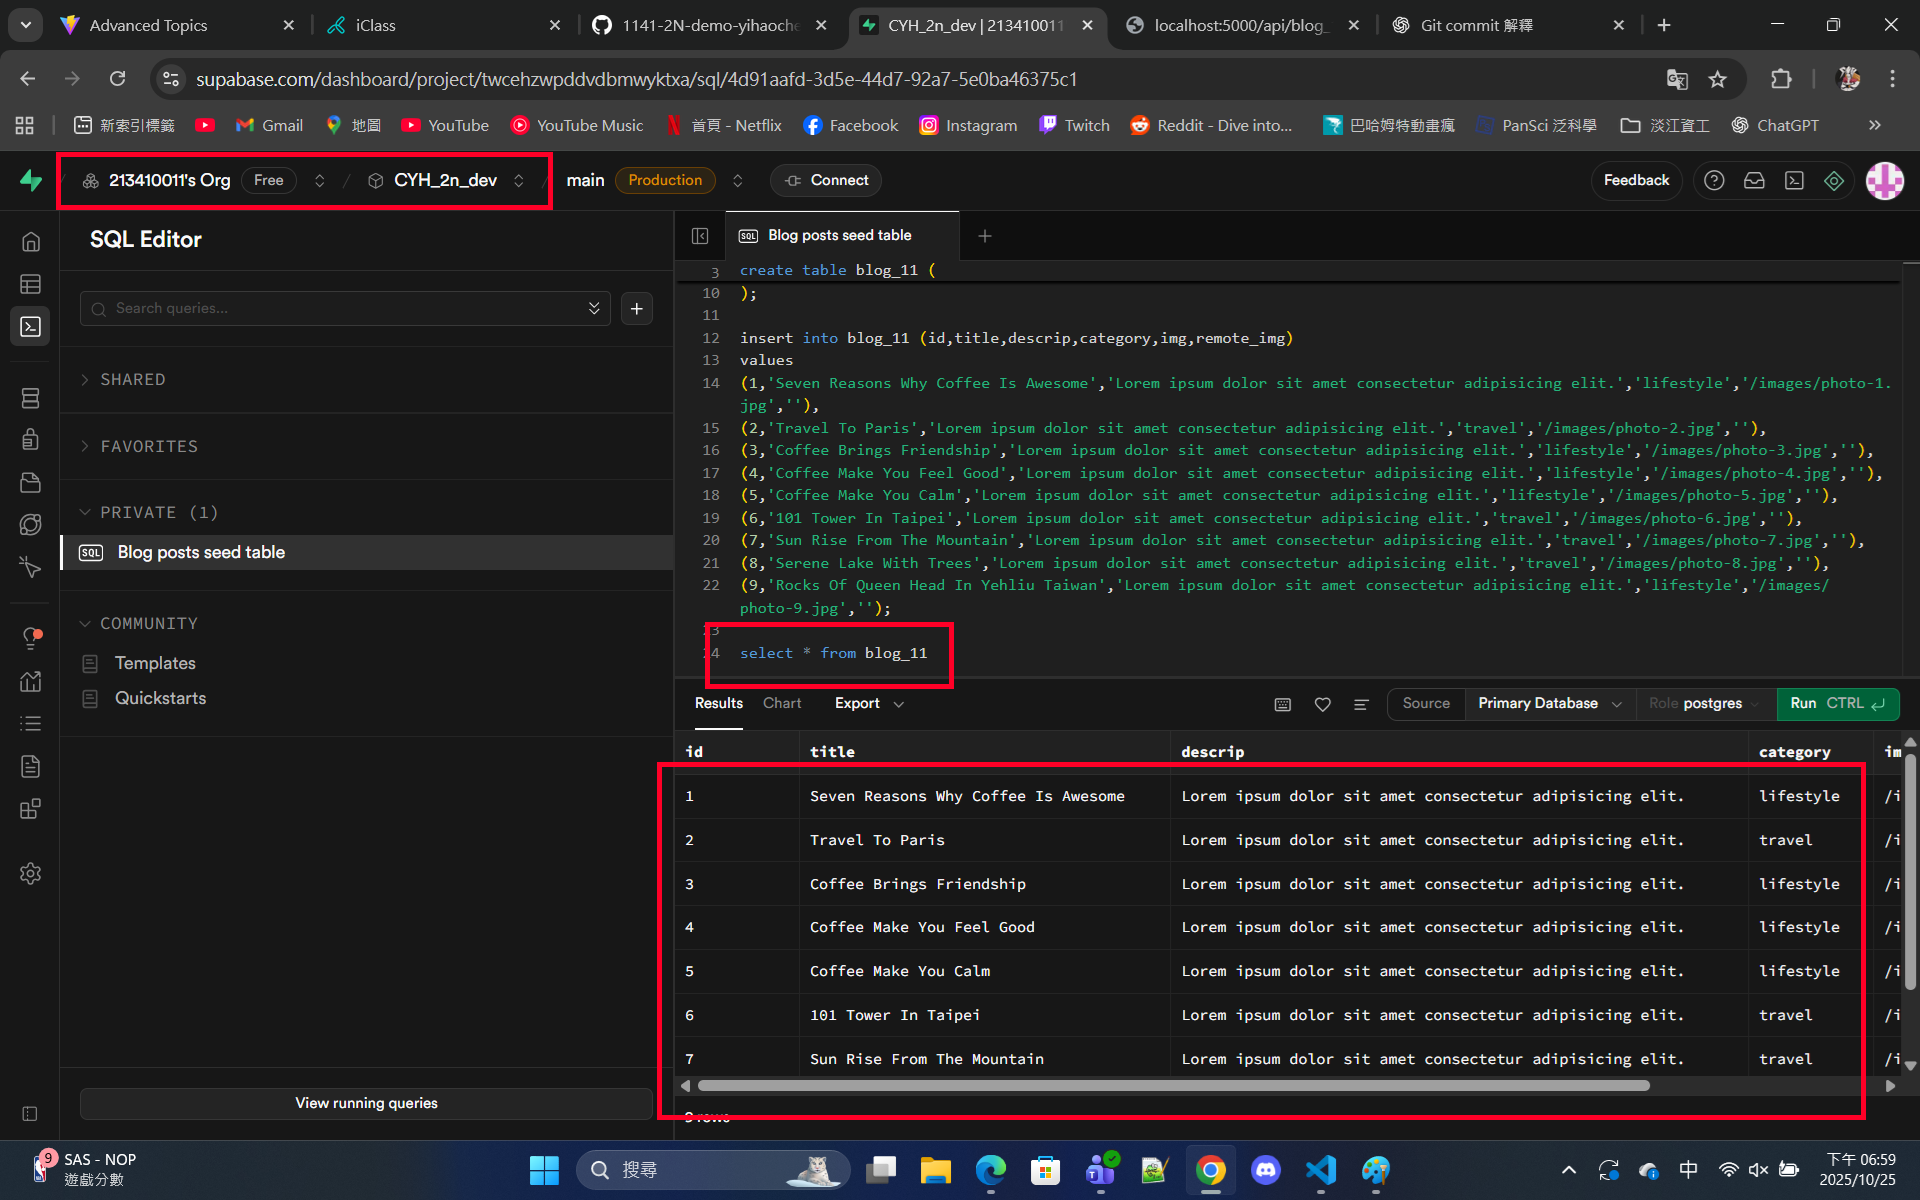 Advanced Topics
iClass
1141-2N-demo-yihaoche
CYH_2n_dev | 213410011
localhost:5000/api/blog_
Git commit 解釋
supabase.com/dashboard/project/twcehzwpddvdbmwyktxa/sql/4d91aafd-3d5e-44d7-92a7-5e0ba46375c1
新索引標籤
Gmail
地圖
YouTube
YouTube Music
首頁 - Netflix
Facebook
Instagram
Twitch
Reddit - Dive into...
巴哈姆特動畫瘋
PanSci 泛科學
淡江資工
ChatGPT
213410011's Org
Free
CYH_2n_dev
main
Production
Connect
Feedback
SQL Editor
Search queries...
SHARED
FAVORITES
PRIVATE (1)
SQL Blog posts seed table
COMMUNITY
Templates
Quickstarts
View running queries
SQL Blog posts seed table
3 create table blog_11 (
10 );
11
12 insert into blog_11 (id,title,descrip,category,img,remote_img)
13 values
14 (1,'Seven Reasons Why Coffee Is Awesome','Lorem ipsum dolor sit amet consectetur adipisicing elit.','lifestyle','/images/photo-1.
jpg',''),
15 (2,'Travel To Paris','Lorem ipsum dolor sit amet consectetur adipisicing elit.','travel','/images/photo-2.jpg',''),
16 (3,'Coffee Brings Friendship','Lorem ipsum dolor sit amet consectetur adipisicing elit.','lifestyle','/images/photo-3.jpg',''),
17 (4,'Coffee Make You Feel Good','Lorem ipsum dolor sit amet consectetur adipisicing elit.','lifestyle','/images/photo-4.jpg',''),
18 (5,'Coffee Make You Calm','Lorem ipsum dolor sit amet consectetur adipisicing elit.','lifestyle','/images/photo-5.jpg',''),
19 (6,'101 Tower In Taipei','Lorem ipsum dolor sit amet consectetur adipisicing elit.','travel','/images/photo-6.jpg',''),
20 (7,'Sun Rise From The Mountain','Lorem ipsum dolor sit amet consectetur adipisicing elit.','travel','/images/photo-7.jpg',''),
21 (8,'Serene Lake With Trees','Lorem ipsum dolor sit amet consectetur adipisicing elit.','travel','/images/photo-8.jpg',''),
22 (9,'Rocks Of Queen Head In Yehliu Taiwan','Lorem ipsum dolor sit amet consectetur adipisicing elit.','lifestyle','/images/
photo-9.jpg','');
23
24 select * from blog_11
Results
Chart
Export
Source
Primary Database
Role postgres
Run CTRL
id title descrip category im
1 Seven Reasons Why Coffee Is Awesome Lorem ipsum dolor sit amet consectetur adipisicing elit. lifestyle /i
2 Travel To Paris Lorem ipsum dolor sit amet consectetur adipisicing elit. travel /i
3 Coffee Brings Friendship Lorem ipsum dolor sit amet consectetur adipisicing elit. lifestyle /i
4 Coffee Make You Feel Good Lorem ipsum dolor sit amet consectetur adipisicing elit. lifestyle /i
5 Coffee Make You Calm Lorem ipsum dolor sit amet consectetur adipisicing elit. lifestyle /i
6 101 Tower In Taipei Lorem ipsum dolor sit amet consectetur adipisicing elit. travel /i
7 Sun Rise From The Mountain Lorem ipsum dolor sit amet consectetur adipisicing elit. travel /i
9 rows
9
SAS - NOP
遊戲分數
搜尋
中
下午 06:59
2025/10/25